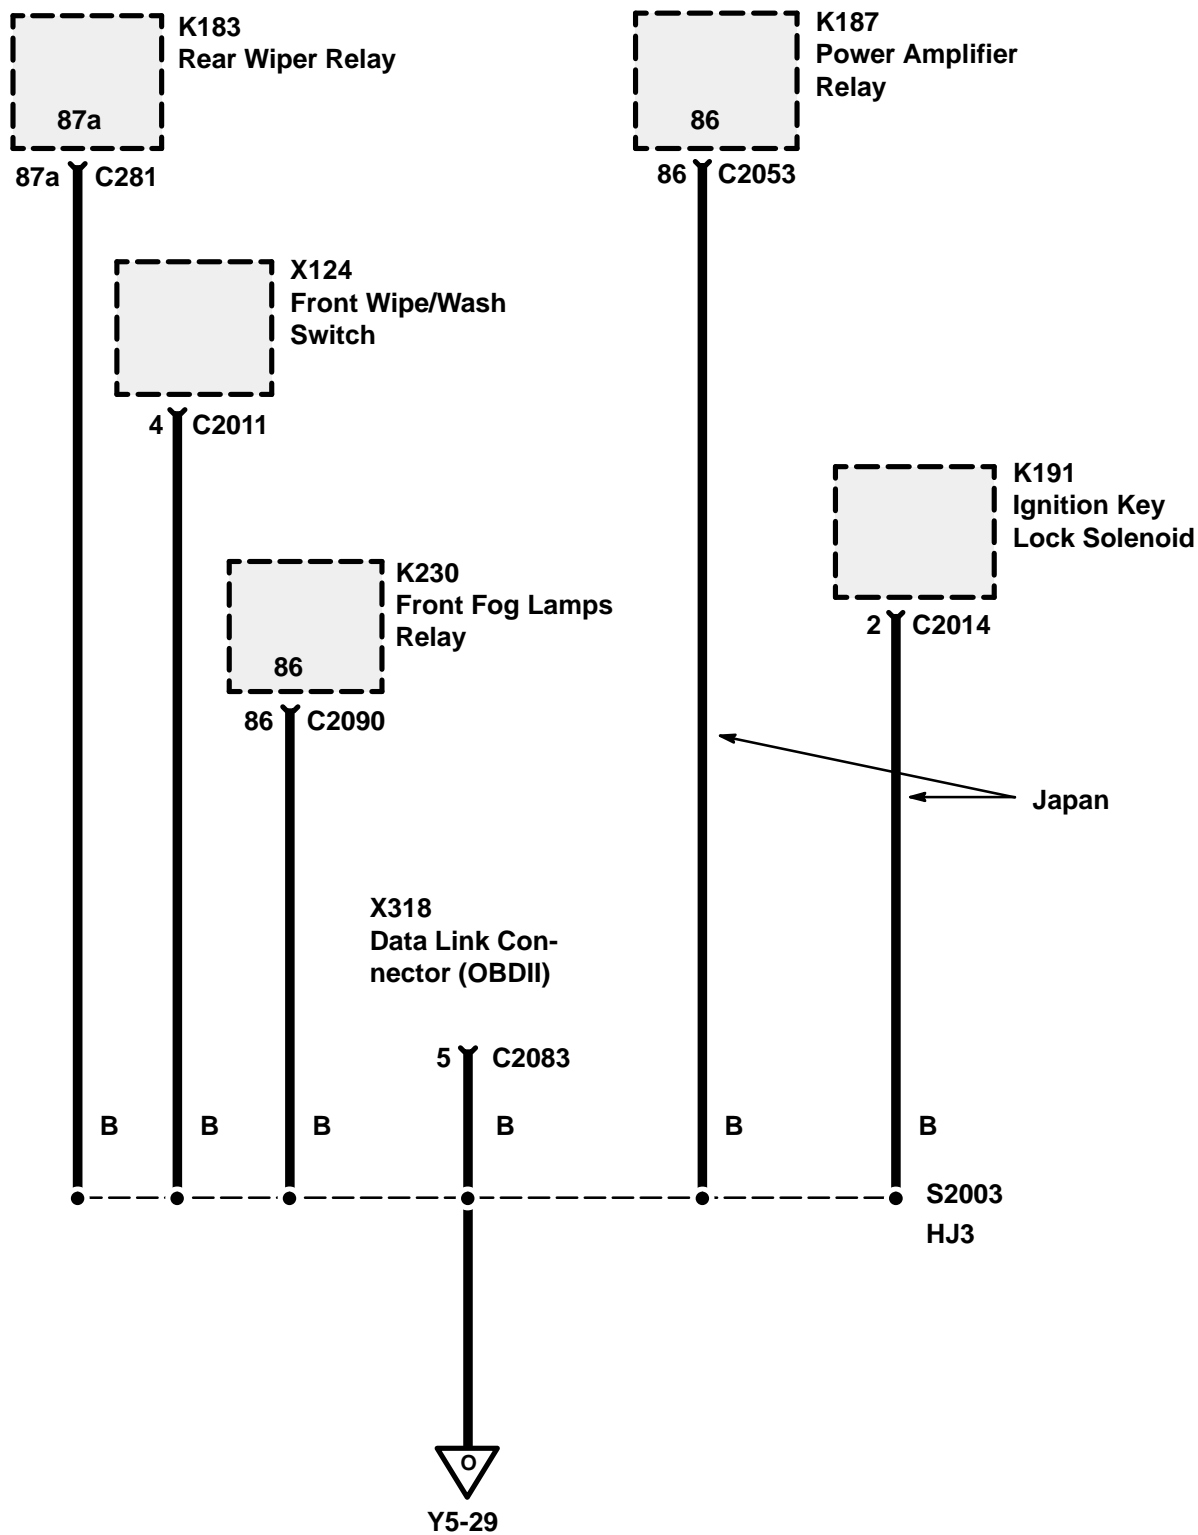 K183
Rear Wiper Relay
87a
87a
C281
K187
Power Amplifier
Relay
86
86
C2053
X124
Front Wipe/Wash
Switch
4
C2011
K191
Ignition Key
Lock Solenoid
2
C2014
K230
Front Fog Lamps
Relay
86
86
C2090
Japan
X318
Data Link Con-
nector (OBDII)
5
C2083
B
B
B
B
B
B
S2003
HJ3
O
Y5-29